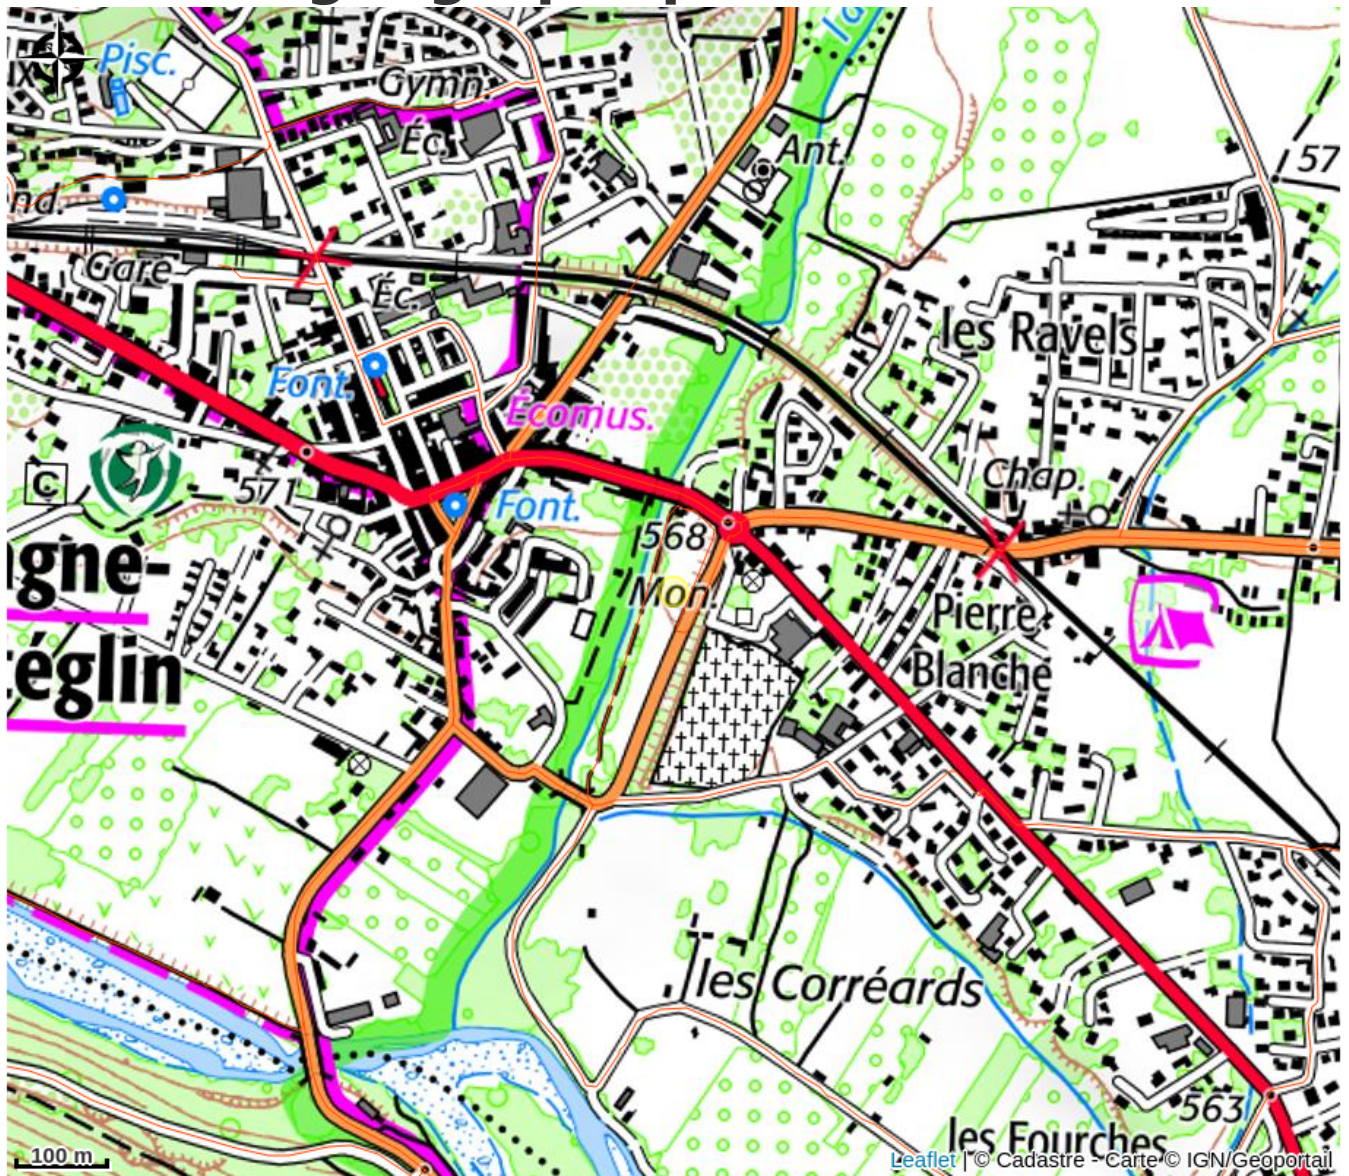 Pisc.
Gymn.
Éc.
Ant.
57
nd.
Gare
Éc.
les Ravels
Font.
Écomus.
C
571
Font.
Chap.
568
agne-
Mon.
Pierre
Blanche
églin
les Corréards
563
les Fourches
100 m
Leaflet | © Cadastre - Carte © IGN/Geoportail